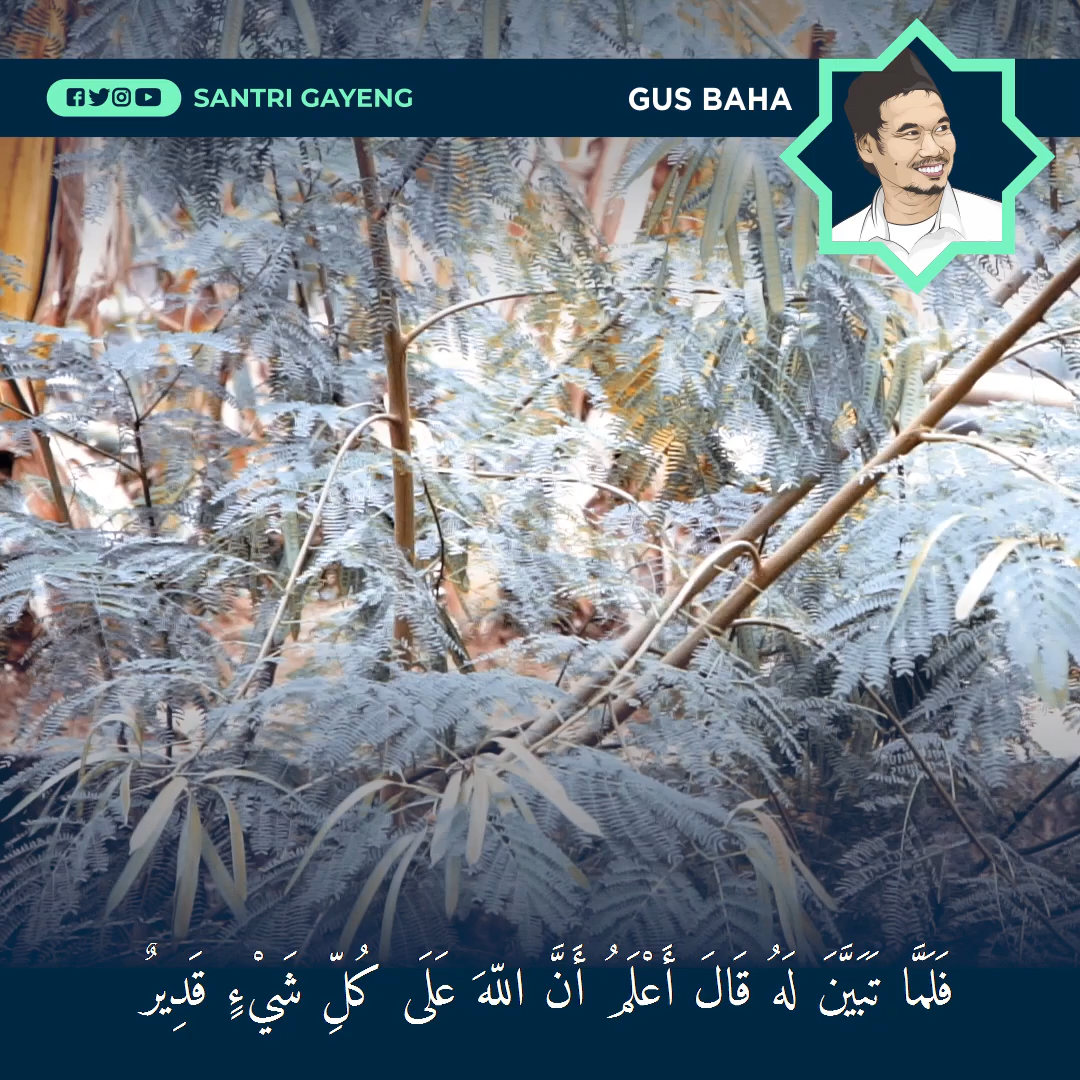 SANTRI GAYENG
GUS BAHA
فَلَمَّا تَبَيَّنَ لَهُ قَالَ أَعْلَمُ أَنَّ اللّهَ عَلَى كُلِّ شَيْءٍ قَدِيرٌ